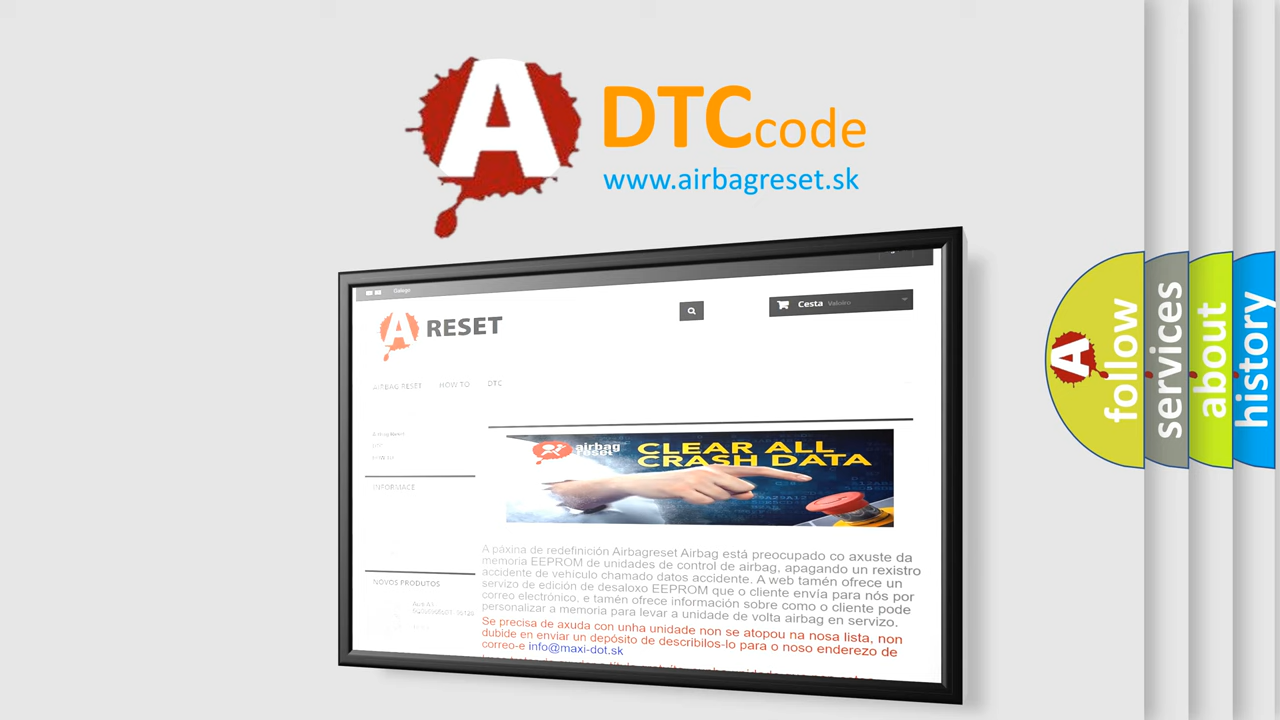 A
DTCcode
www.airbagreset.sk
Galego
A RESET
Cesta Valeiro
AIRBAG RESET HOW TO DTC
INFORMACE
NOVOS PRODUTOS
airbag
reset
CLEAR ALL
CRASH DATA
A páxina de redefinición Airbagreset Airbag está preocupado co axuste da
memoria EEPROM de unidades de control de airbag, apagando un rexistro
accidente de vehículo chamado datos accidente. A web tamén ofrece un
servizo de edición de desaloxo EEPROM que o cliente envía para nós por
correo electrónico, e tamén ofrece información sobre como o cliente pode
personalizar a memoria para levar a unidade de volta airbag en servizo.
Se precisa de axuda con unha unidade non se atopou na nosa lista, non
dubide en enviar un depósito de describilos-lo para o noso enderezo de
correo-e info@maxi-dot.sk
A
follow
services
about
history